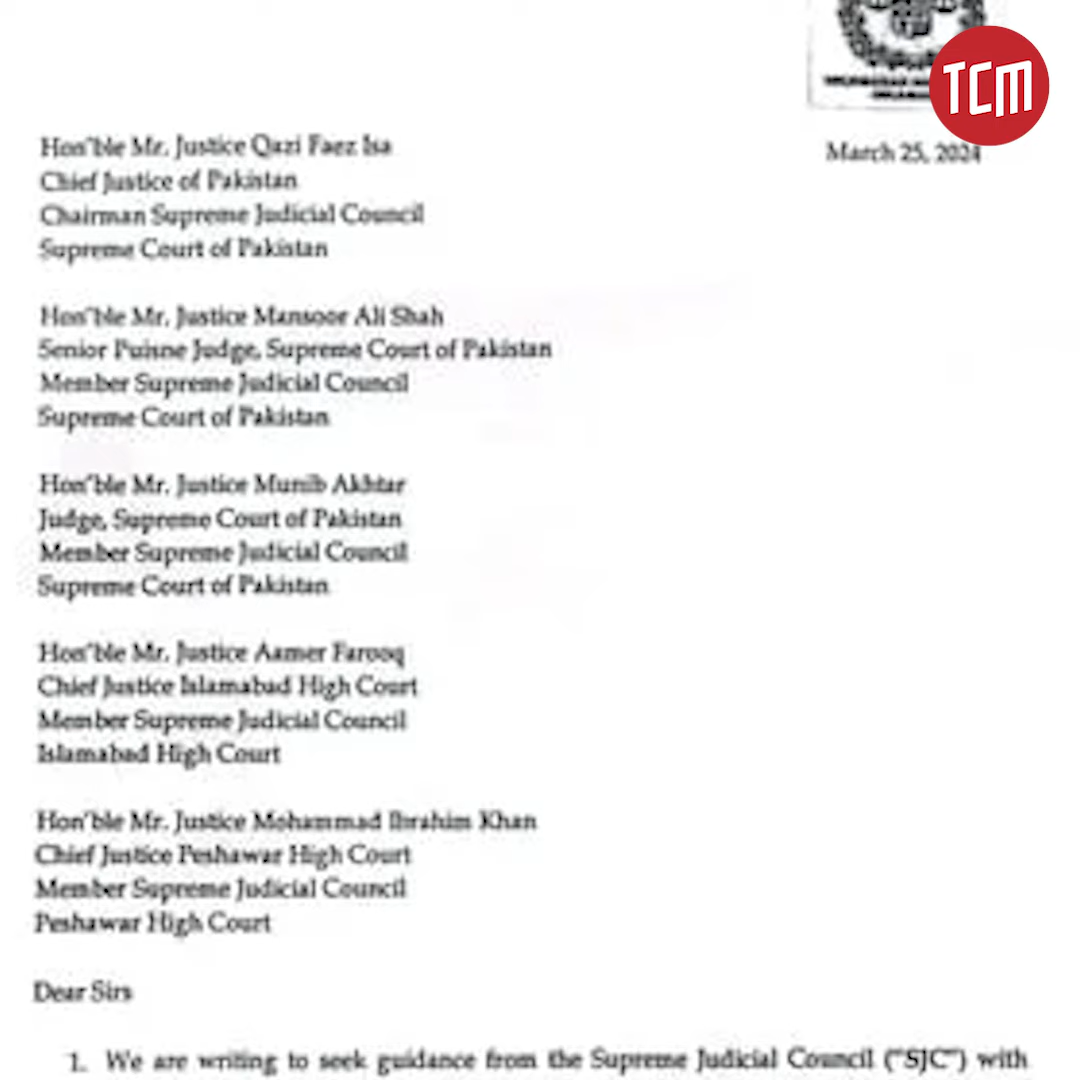 TCM
March 25, 2024
Hon'ble Mr. Justice Qazi Faez Isa
Chief Justice of Pakistan
Chairman Supreme Judicial Council
Supreme Court of Pakistan
Hon'ble Mr. Justice Mansoor Ali Shah
Senior Puisne Judge, Supreme Court of Pakistan
Member Supreme Judicial Council
Supreme Court of Pakistan
Hon'ble Mr. Justice Munib Akhtar
Judge, Supreme Court of Pakistan
Member Supreme Judicial Council
Supreme Court of Pakistan
Hon'ble Mr. Justice Aamer Farooq
Chief Justice Islamabad High Court
Member Supreme Judicial Council
Islamabad High Court
Hon'ble Mr. Justice Mohammad Ibrahim Khan
Chief Justice Peshawar High Court
Member Supreme Judicial Council
Peshawar High Court
Dear Sirs
1. We are writing to seek guidance from the Supreme Judicial Council ("SJC") with